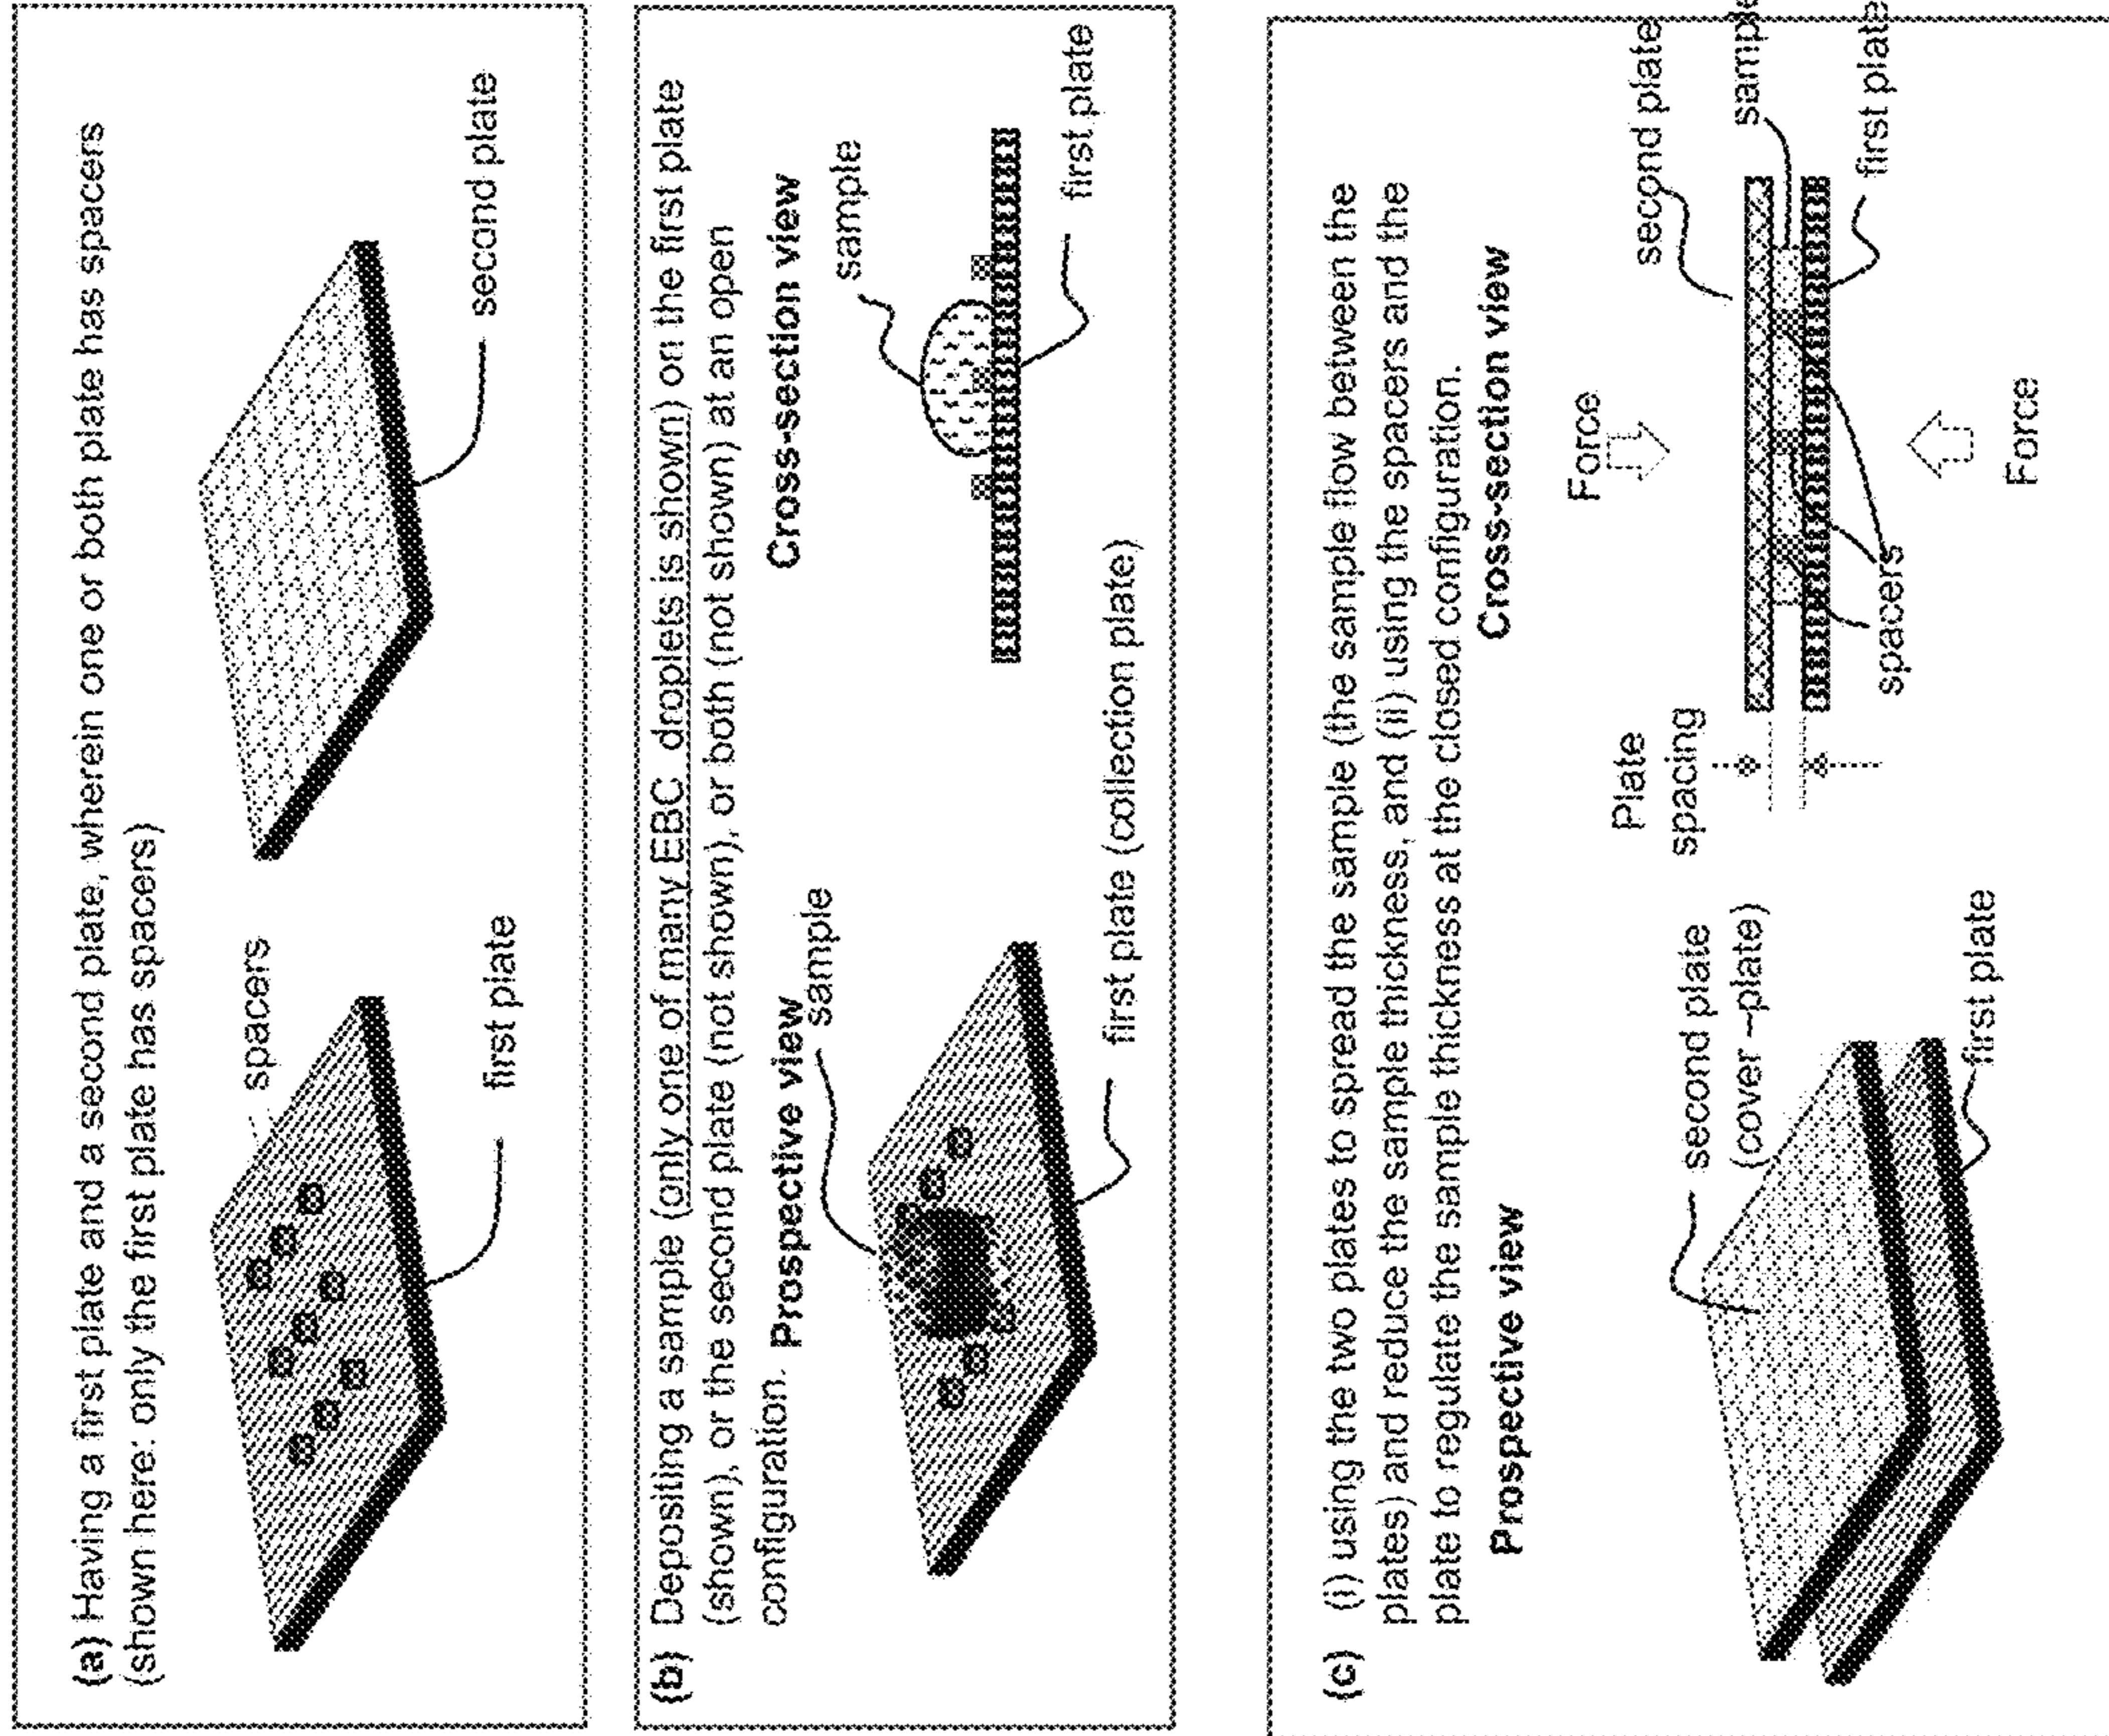 (a) Having a first plate and a second plate, wherein one or both plate has spacers
(shown here: only the first plate has spacers)
spacers
first plate
second plate
(b) Depositing a sample (only one of many EBC droplets is shown) on the first plate
(shown), or the second plate (not shown), or both (not shown) at an open
configuration.
Prospective view
Cross-section view
sample
sample
first plate (collection plate)
first plate
(c) (i) using the two plates to spread the sample (the sample flow between the
plates) and reduce the sample thickness, and (ii) using the spacers and the
plate to regulate the sample thickness at the closed configuration.
Prospective view
Cross-section view
second plate
(cover –plate)
first plate
Plate
spacing
Force
second plate
sample
first plate
spacers
Force